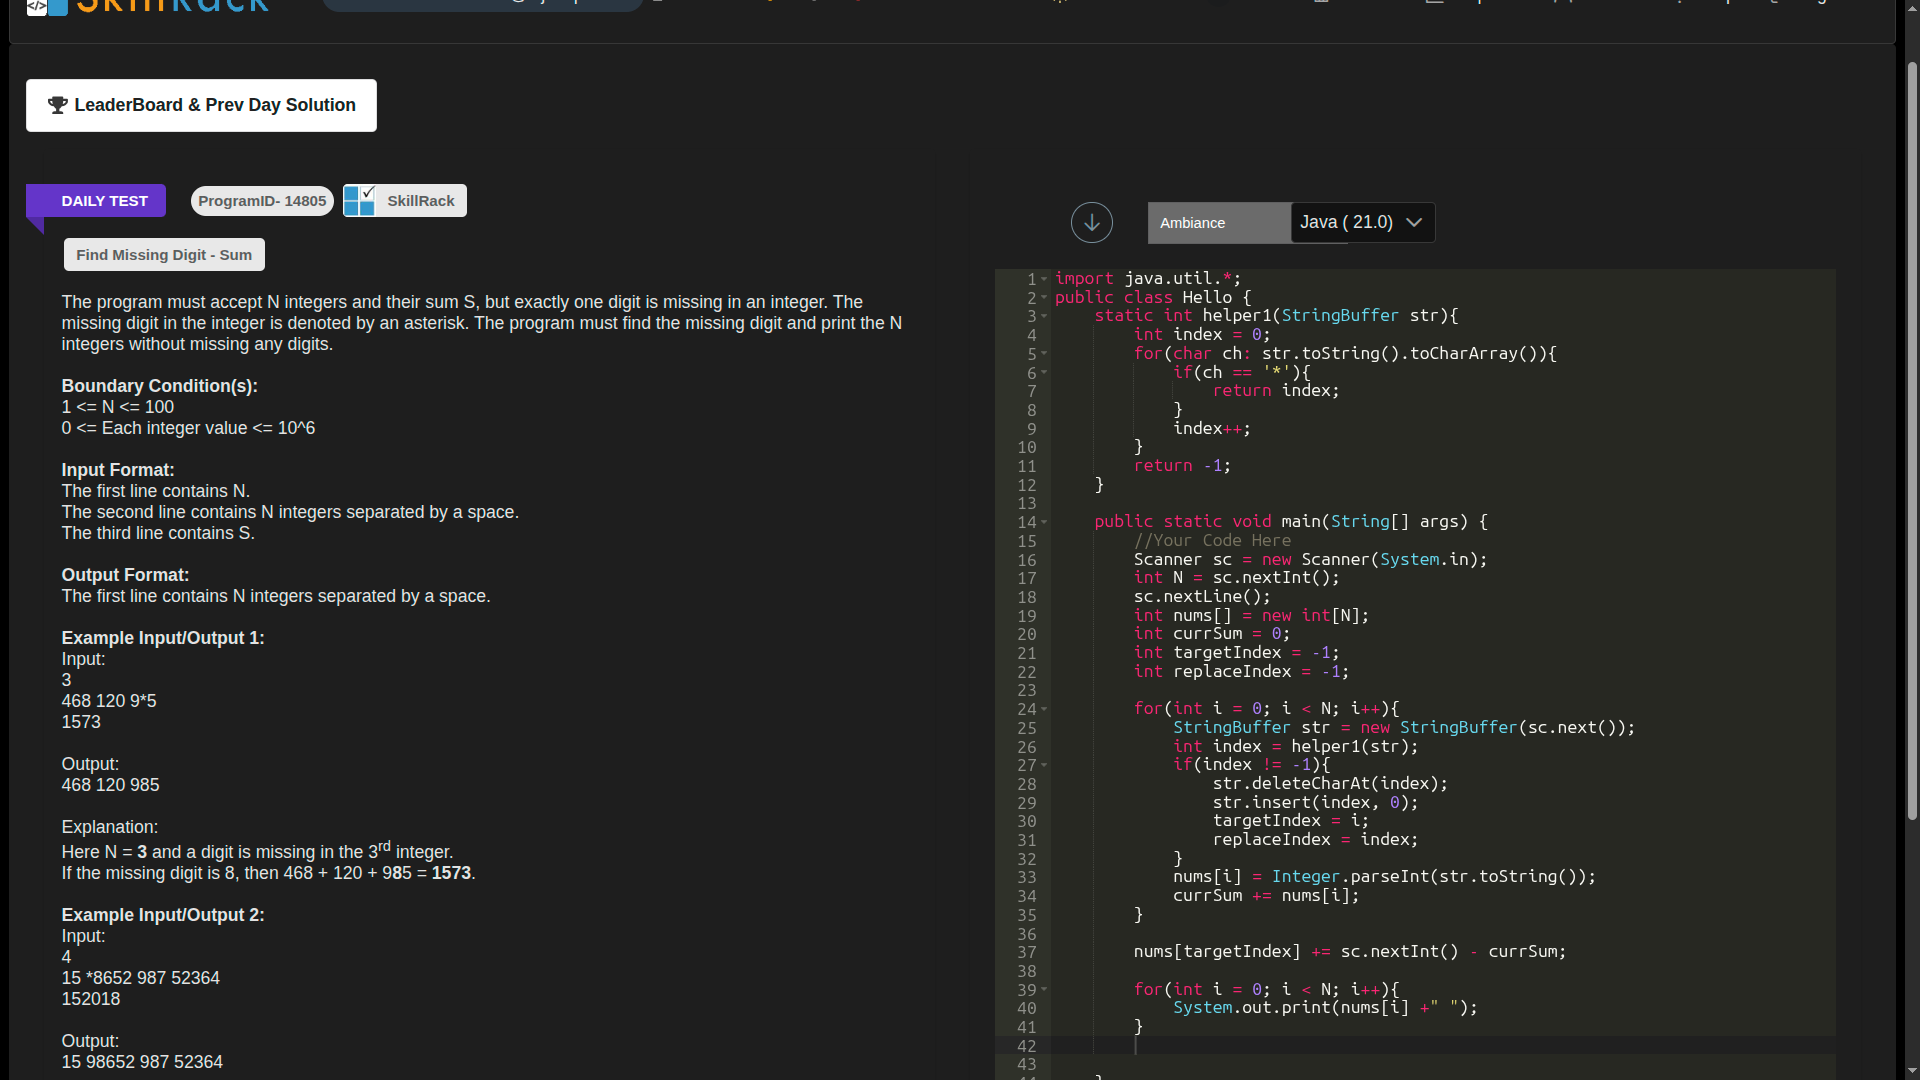 SkillRack
LeaderBoard & Prev Day Solution
DAILY TEST
ProgramID- 14805
SkillRack
Find Missing Digit - Sum
The program must accept N integers and their sum S, but exactly one digit is missing in an integer. The
missing digit in the integer is denoted by an asterisk. The program must find the missing digit and print the N
integers without missing any digits.
Boundary Condition(s):
1 <= N <= 100
0 <= Each integer value <= 10^6
Input Format:
The first line contains N.
The second line contains N integers separated by a space.
The third line contains S.
Output Format:
The first line contains N integers separated by a space.
Example Input/Output 1:
Input:
3
468 120 9*5
1573
Output:
468 120 985
Explanation:
Here N = 3 and a digit is missing in the 3rd integer.
If the missing digit is 8, then 468 + 120 + 985 = 1573.
Example Input/Output 2:
Input:
4
15 *8652 987 52364
152018
Output:
15 98652 987 52364
Ambiance
Java ( 21.0)
1 import java.util.*;
2 public class Hello {
3     static int helper1(StringBuffer str){
4         int index = 0;
5         for(char ch: str.toString().toCharArray()){
6             if(ch == '*'){
7                 return index;
8             }
9             index++;
10         }
11         return -1;
12     }
13
14     public static void main(String[] args) {
15         //Your Code Here
16         Scanner sc = new Scanner(System.in);
17         int N = sc.nextInt();
18         sc.nextLine();
19         int nums[] = new int[N];
20         int currSum = 0;
21         int targetIndex = -1;
22         int replaceIndex = -1;
23
24         for(int i = 0; i < N; i++){
25             StringBuffer str = new StringBuffer(sc.next());
26             int index = helper1(str);
27             if(index != -1){
28                 str.deleteCharAt(index);
29                 str.insert(index, 0);
30                 targetIndex = i;
31                 replaceIndex = index;
32             }
33             nums[i] = Integer.parseInt(str.toString());
34             currSum += nums[i];
35         }
36
37         nums[targetIndex] += sc.nextInt() - currSum;
38
39         for(int i = 0; i < N; i++){
40             System.out.print(nums[i] +" ");
41         }
42
43